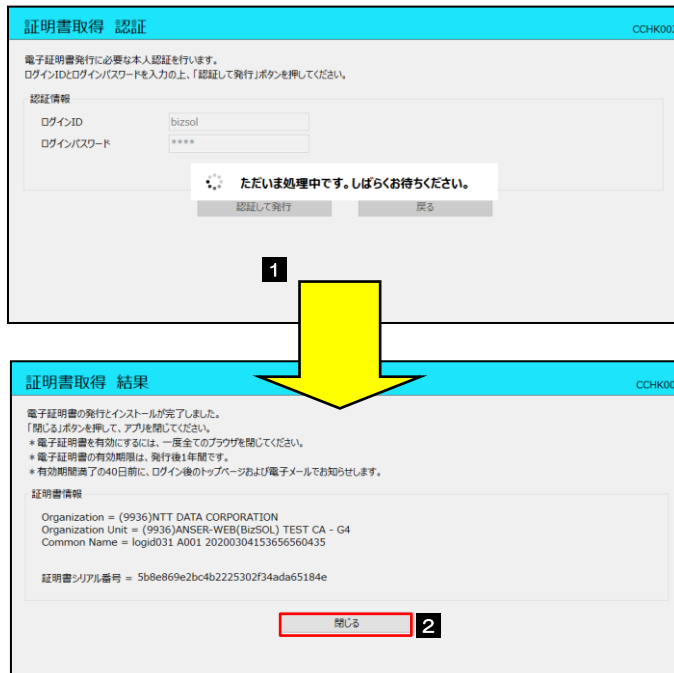 証明書取得 認証
CCHK002
電子証明書発行に必要な本人認証を行います。
ログインIDとログインパスワードを入力の上、「認証して発行」ボタンを押してください。
認証情報
ログインID bizsol
ログインパスワード ****
ただいま処理中です。しばらくお待ちください。
認証して発行 戻る
1
証明書取得 結果
CCHK00
電子証明書の発行とインストールが完了しました。
「閉じる」ボタンを押して、アプリを閉じてください。
＊電子証明書を有効にするには、一度全てのブラウザを閉じてください。
＊電子証明書の有効期限は、発行後1年間です。
＊有効期間満了の40日前に、ログイン後のトップページおよび電子メールでお知らせします。
証明書情報
Organization = (9936)NTT DATA CORPORATION
Organization Unit = (9936)ANSER-WEB(BizSOL) TEST CA - G4
Common Name = logid031 A001 20200304153656560435
証明書シリアル番号 = 5b8e869e2bc4b2225302f34ada65184e
閉じる 2